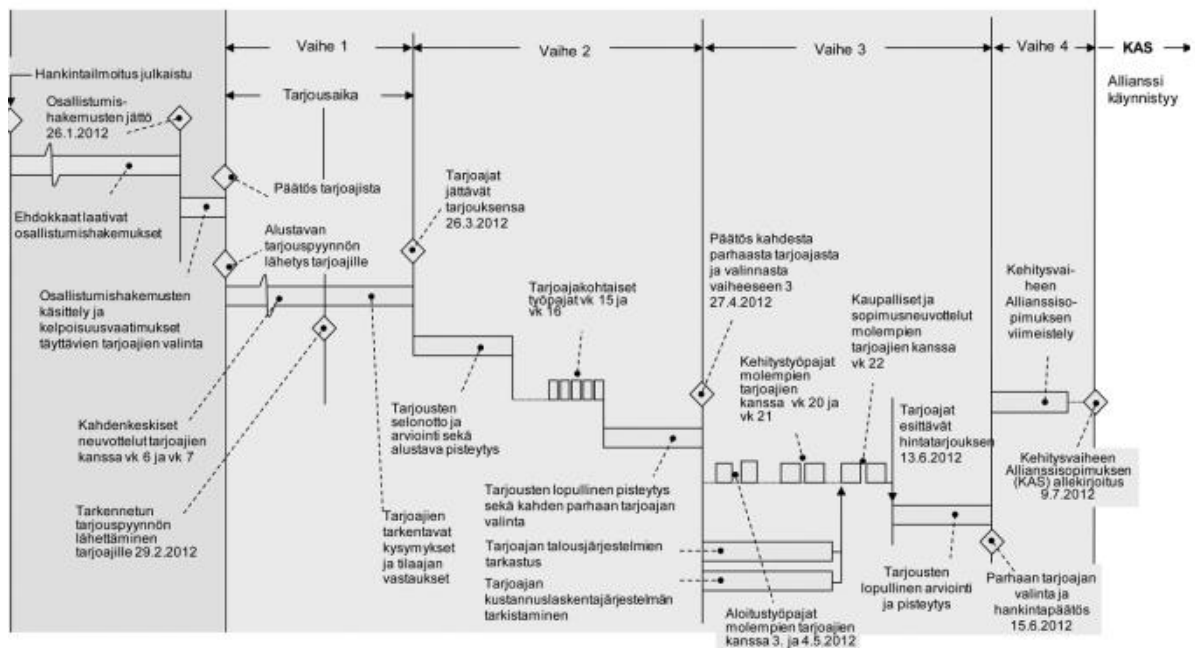 Vaihe 1
Vaihe 2
Vaihe 3
Vaihe 4
KAS
Hankintailmoitus julkaistu
Allianssi
käynnistyy
Tarjousaika
Osallistumis-
hakemusten jättö
26.1.2012
Päätös tarjoajista
Tarjoajat
jättävät
tarjouksensa
26.3.2012
Ehdokkaat laativat
osallistumishakemukset
Alustavan
tarjouspyynnön
lähetys tarjoajille
Päätös kahdesta
parhaasta tarjoajasta
ja valinnasta
vaiheeseen 3
27.4.2012
Osallistumishakemusten
käsittely ja
kelpoisuusvaatimukset
täyttävien tarjoajien valinta
Tarjoajakohtaiset
työpajat vk 15 ja
vk 16
Kaupalliset ja
sopimusneuvottelut
molempien
tarjoajien kanssa
vk 22
Kehitysvai-
heen
Allianssiso-
pimuksen
viimeistely
Kehitystyöpajat
molempien
tarjoajien
kanssa vk 20 ja
vk 21
Kahdenkeskiset
neuvottelut tarjoajien
kanssa vk 6 ja vk 7
Tarjousten
selonotto ja
arviointi sekä
alustava pisteytys
Tarjoajat
esittävät
hintatarjouksen
13.6.2012
Kehitysvaiheen
Allianssisopimuksen
(KAS) allekirjoitus
9.7.2012
Tarkennetun
tarjouspyynnön
lähettäminen
tarjoajille 29.2.2012
Tarjoajien
tarkentavat
kysymykset
ja tilaajan
vastaukset
Tarjousten lopullinen pisteytys
sekä kahden parhaan tarjoajan
valinta
Tarjoajan talousjärjestelmien
tarkastus
Tarjoajan
kustannuslaskentajärjestelmän
tarkistaminen
Aloitustyöpajat
molempien tarjoajien
kanssa 3. ja 4.5.2012
Tarjousten
lopullinen arviointi
ja pisteytys
Parhaan tarjoajan
valinta ja
hankintapäätös
15.6.2012